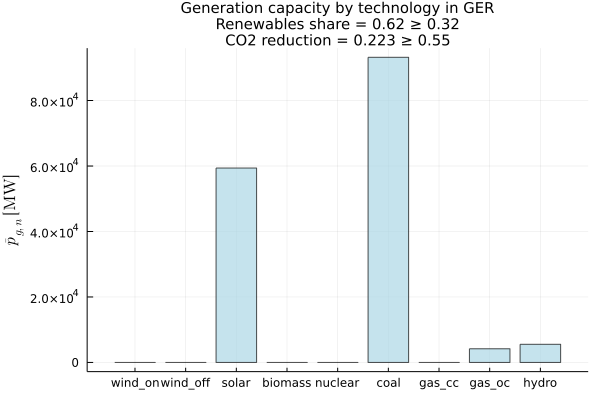 Generation capacity by technology in GER
Renewables share = 0.62 ≥ 0.32
CO2 reduction = 0.223 ≥ 0.55
p̄_{g,n} [MW]
8.0×10⁴
6.0×10⁴
4.0×10⁴
2.0×10⁴
0
wind_on wind_off solar biomass nuclear coal gas_cc gas_oc hydro